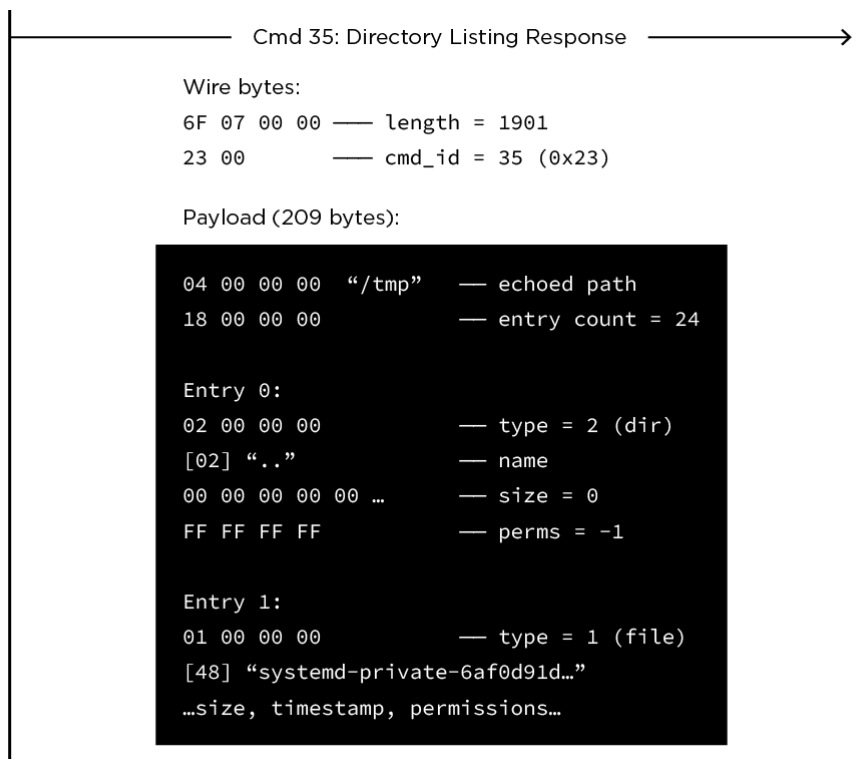 Cmd 35: Directory Listing Response
Wire bytes:
6F 07 00 00 —— length = 1901
23 00 —— cmd_id = 35 (0x23)
Payload (209 bytes):
04 00 00 00 “/tmp” —— echoed path
18 00 00 00 —— entry count = 24
Entry 0:
02 00 00 00 —— type = 2 (dir)
[02] “..” —— name
00 00 00 00 00 … —— size = 0
FF FF FF FF —— perms = -1
Entry 1:
01 00 00 00 —— type = 1 (file)
[48] “systemd-private-6af0d91d…”
…size, timestamp, permissions…